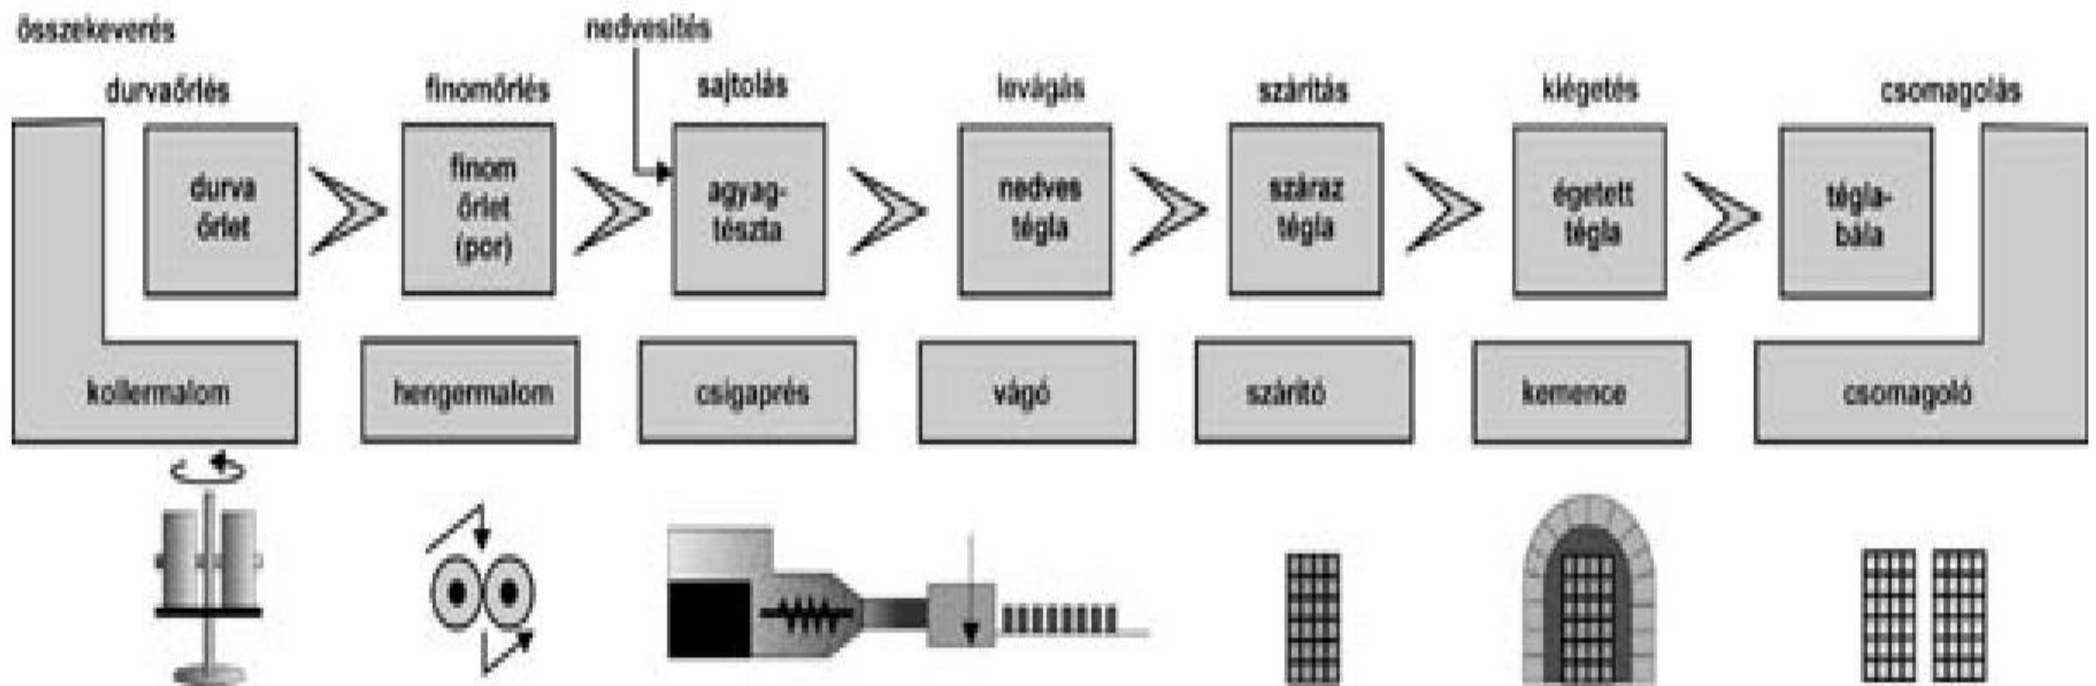 összekeverés
nedvesítés
durvaőrlés
finomőrlés
sajtolás
levágás
szárítás
kiégetés
csomagolás
durva
őrlet
finom
őrlet
(por)
agyag-
tészta
nedves
tégla
száraz
tégla
égetett
tégla
tégla-
bála
kollermalom
hengermalom
csigaprés
vágó
szárító
kemence
csomagoló